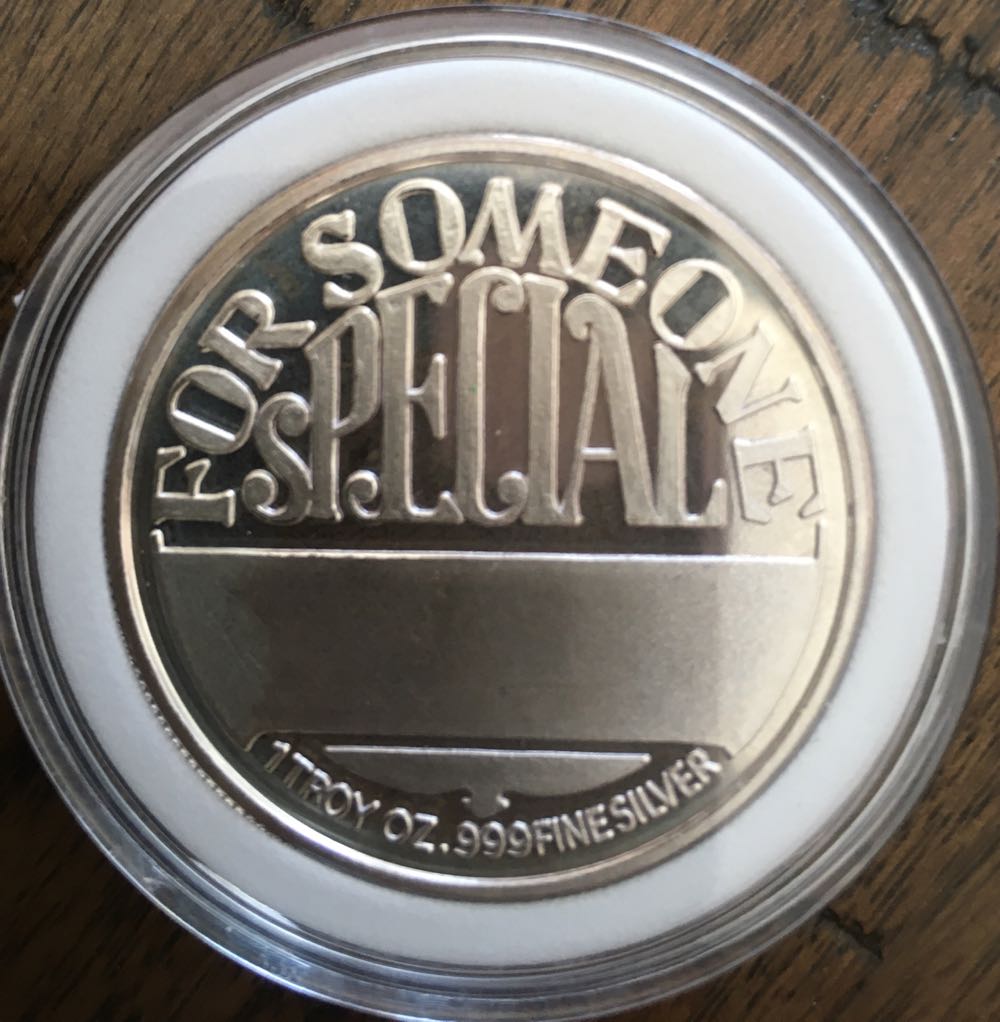 FOR SOMEONE
SPECIAL
1 TROY OZ. .999 FINE SILVER